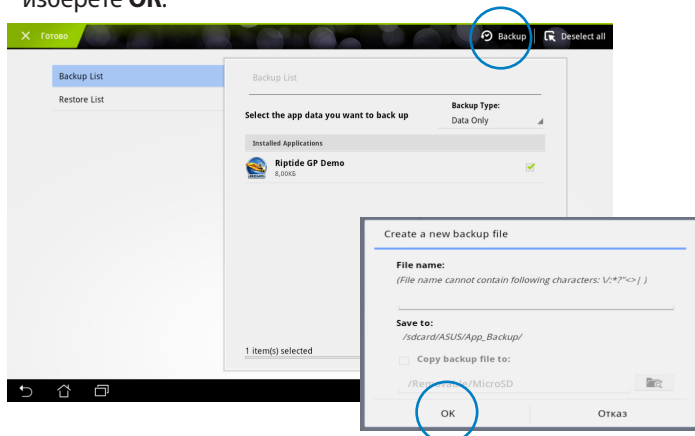 изберете OK.
Готово
Backup
Deselect all
Backup List
Restore List
Backup List
Select the app data you want to back up
Backup Type:
Data Only
Installed Applications
Riptide GP Demo
8,00КБ
1 item(s) selected
Create a new backup file
File name:
(File name cannot contain following characters: \/:*?"<>| )
Save to:
/sdcard/ASUS/App_Backup/
Copy backup file to:
/Removable/MicroSD
OK
Отказ